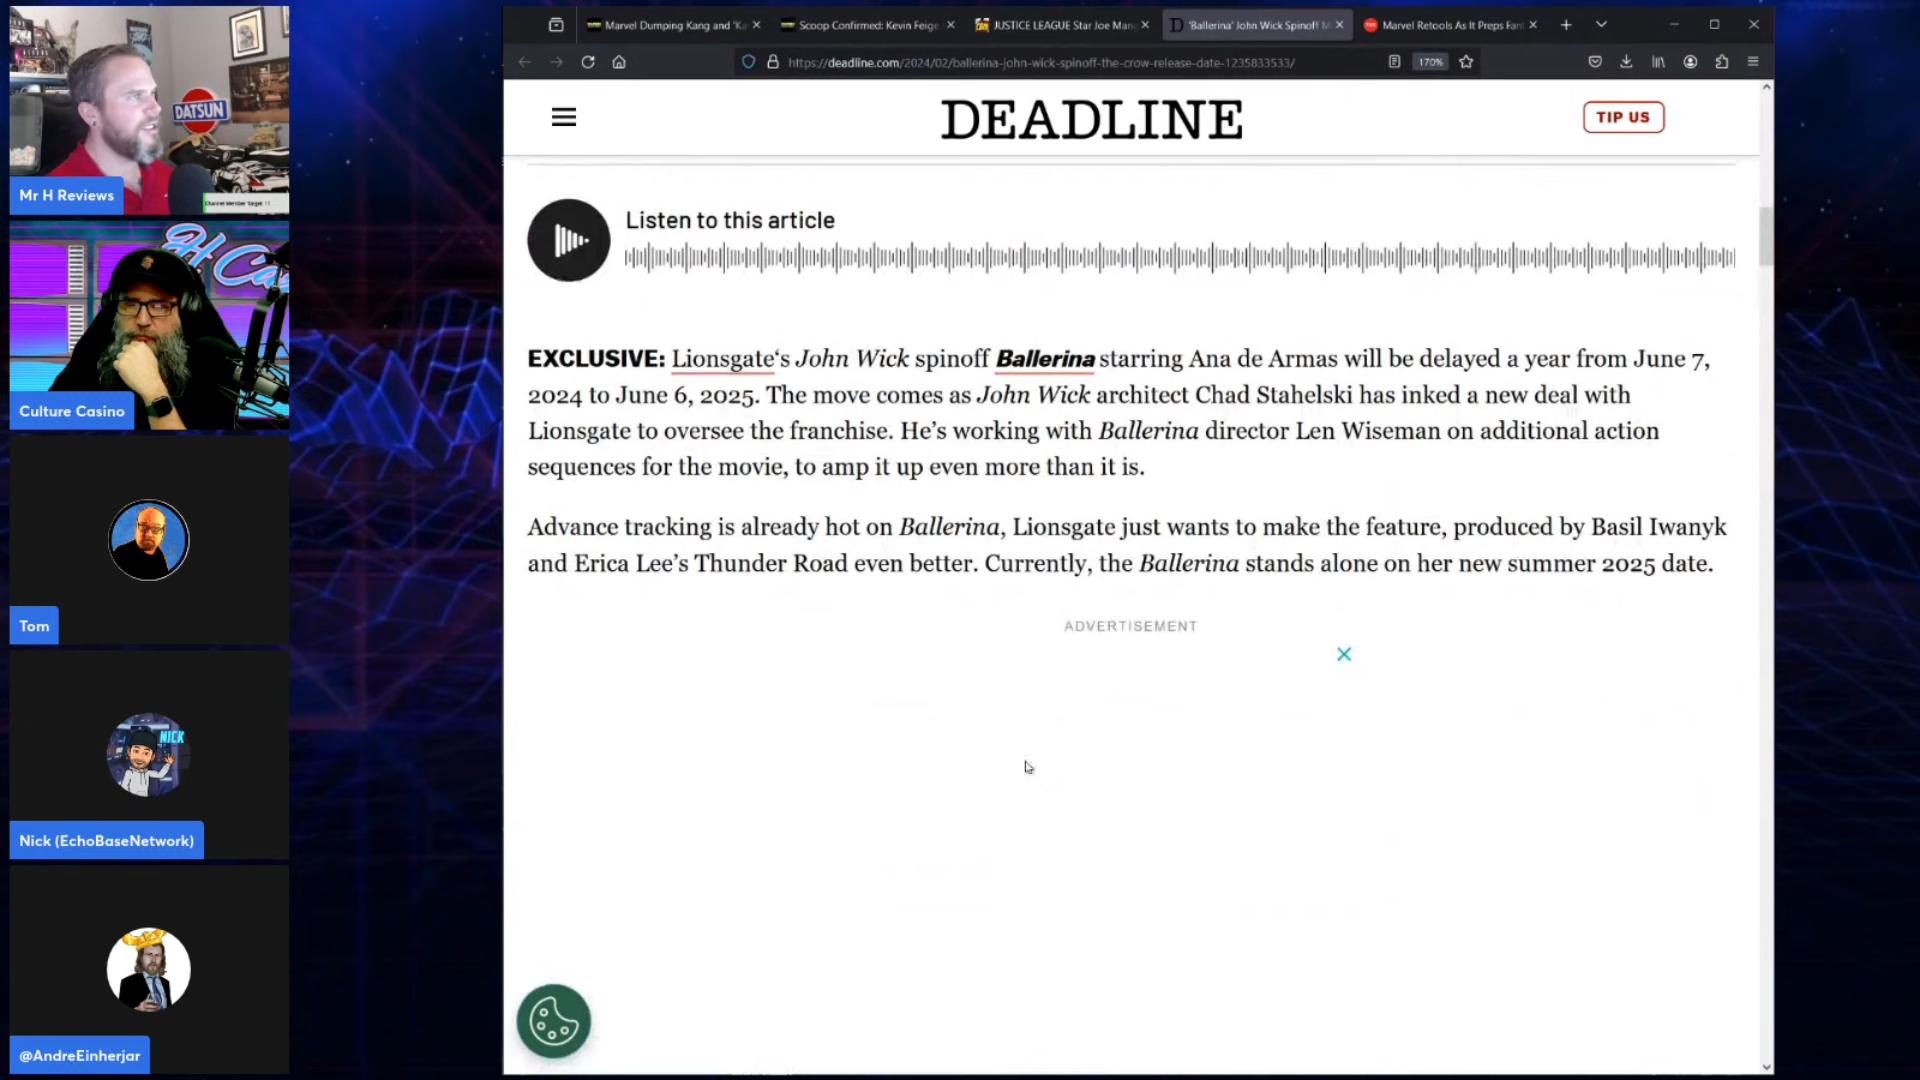 Marvel Dumping Kang and 'Ka
Scoop Confirmed: Kevin Feige
JUSTICE LEAGUE Star Joe Man
'Ballerina' John Wick Spinoff M
Marvel Retools As It Preps Fant
https://deadline.com/2024/02/ballerina-john-wick-spinoff-the-crow-release-date-1235833533/
170%
DEADLINE
TIP US
Listen to this article
EXCLUSIVE: Lionsgate‘s John Wick spinoff Ballerina starring Ana de Armas will be delayed a year from June 7,
2024 to June 6, 2025. The move comes as John Wick architect Chad Stahelski has inked a new deal with
Lionsgate to oversee the franchise. He’s working with Ballerina director Len Wiseman on additional action
sequences for the movie, to amp it up even more than it is.
Advance tracking is already hot on Ballerina, Lionsgate just wants to make the feature, produced by Basil Iwanyk
and Erica Lee’s Thunder Road even better. Currently, the Ballerina stands alone on her new summer 2025 date.
ADVERTISEMENT
DATSUN
Channel Member Target: 11
Mr H Reviews
Culture Casino
Tom
NICK
Nick (EchoBaseNetwork)
@AndreEinherjar